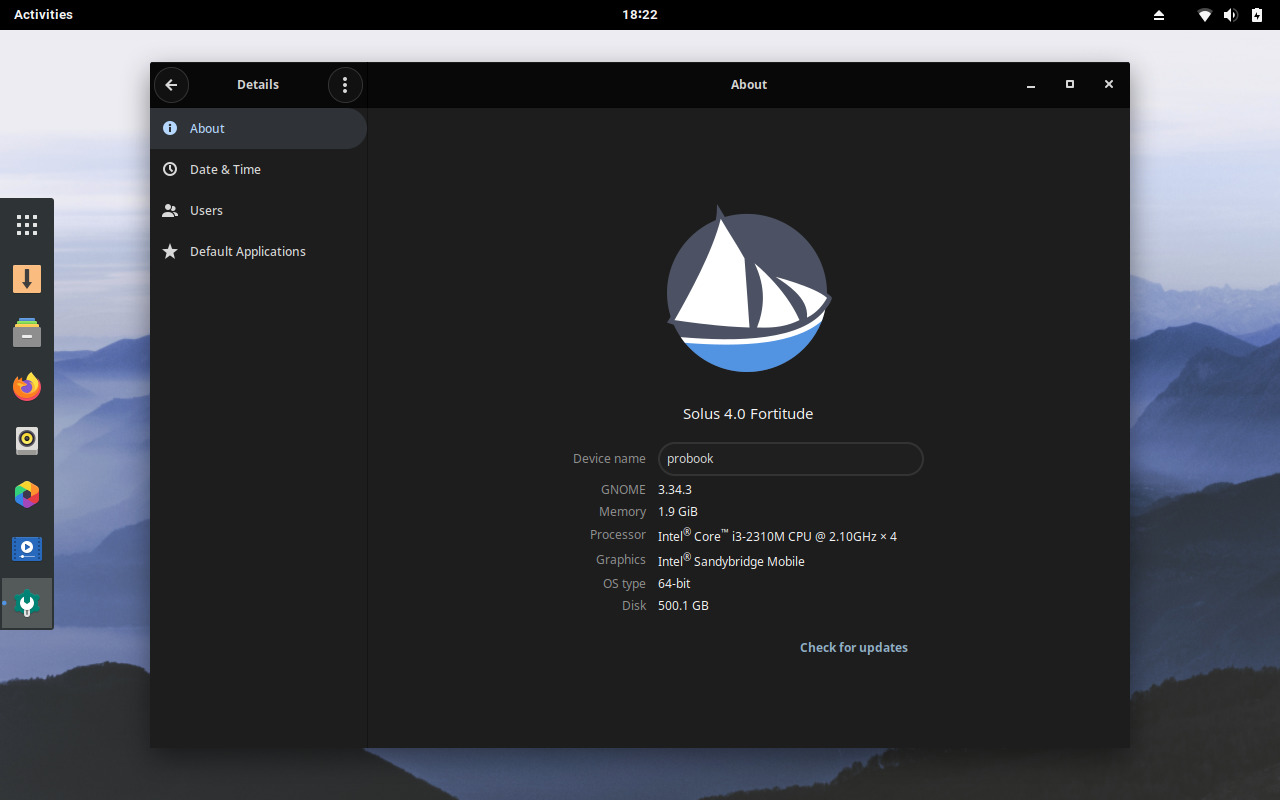 Activities
18:22
Details
About
About
Date & Time
Users
Default Applications
Solus 4.0 Fortitude
Device name probook
GNOME 3.34.3
Memory 1.9 GiB
Processor Intel® Core™ i3-2310M CPU @ 2.10GHz × 4
Graphics Intel® Sandybridge Mobile
OS type 64-bit
Disk 500.1 GB
Check for updates